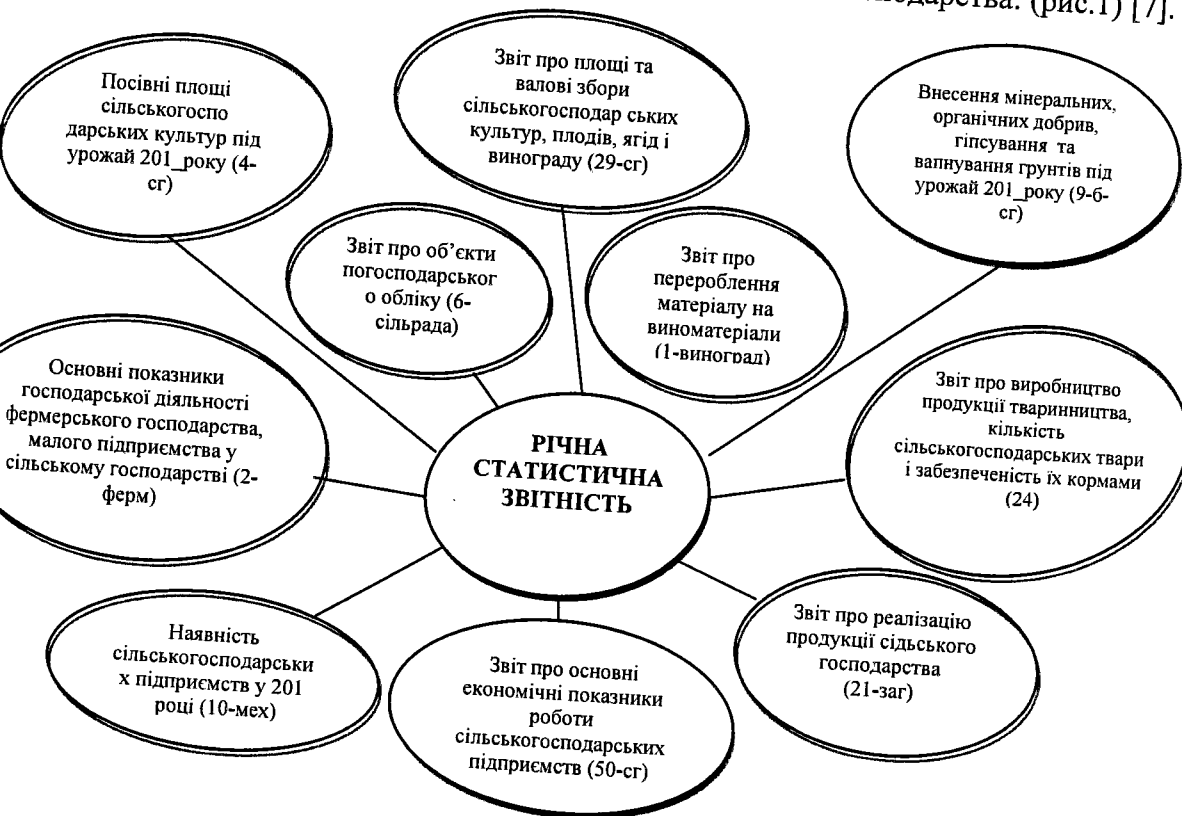 подарства. (рис.1) [7].
Посівні площі
сільськогоспо
дарських культур під
урожай 201_року (4-
сг)
Звіт про площі та
валові збори
сільськогосподар ських
культур, плодів, ягід і
винограду (29-сг)
Внесення мінеральних,
органічних добрив,
гіпсування та
вапнування грунтів під
урожай 201_року (9-б-
сг)
Звіт про об’єкти
погосподарськог
о обліку (6-
сільрада)
Звіт про
перероблення
матеріалу на
виноматеріали
(1-виноград)
Основні показники
господарської діяльності
фермерського господарства,
малого підприємства у
сільському господарстві (2-
ферм)
РІЧНА
СТАТИСТИЧНА
ЗВІТНІСТЬ
Звіт про виробництво
продукції тваринництва,
кількість
сільськогосподарських твари
і забезпеченість їх кормами
(24)
Наявність
сільськогосподарськи
х підприємств у 201
році (10-мех)
Звіт про основні
економічні показники
роботи
сільськогосподарських
підприємств (50-сг)
Звіт про реалізацію
продукції сідьського
господарства
(21-заг)